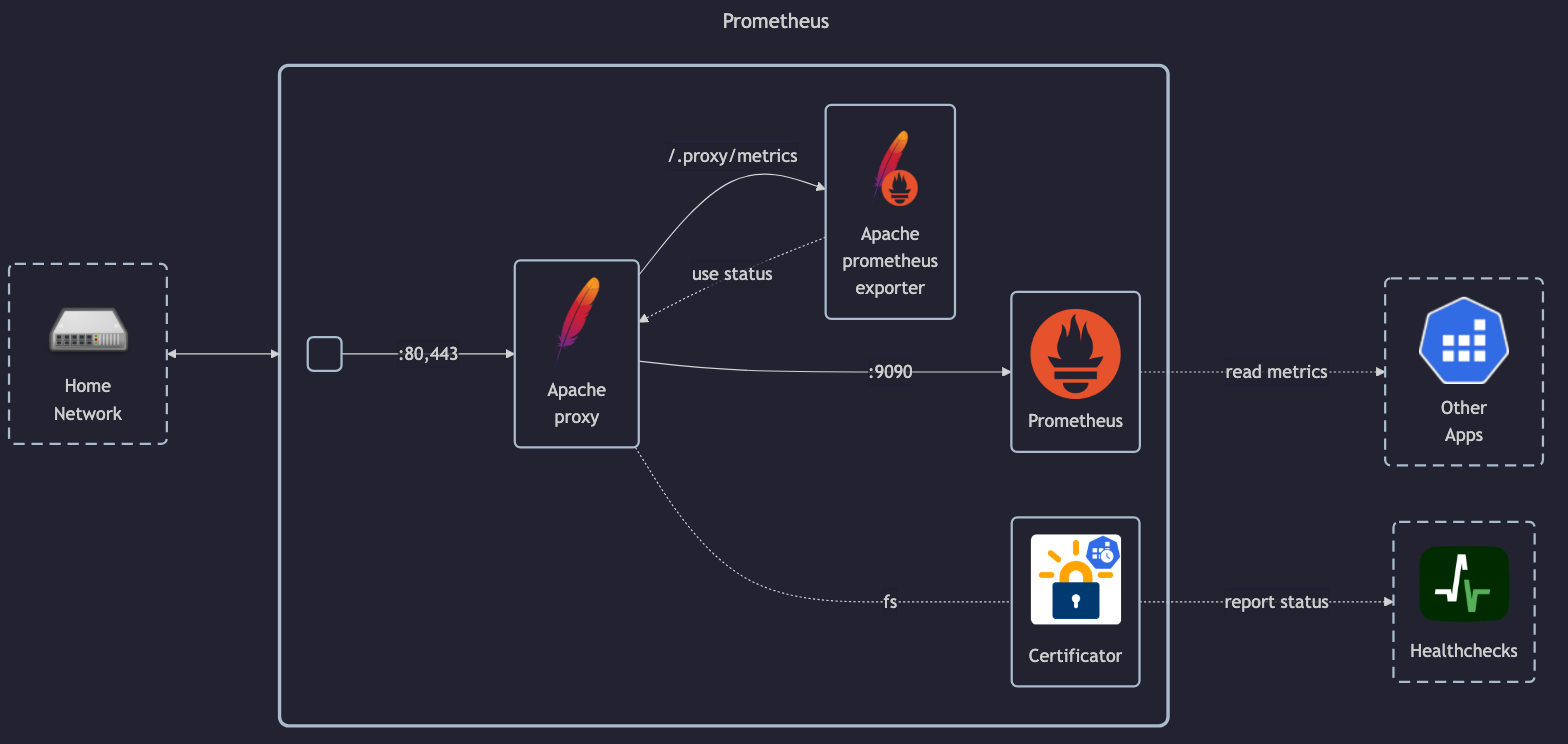 Prometheus
/.proxy/metrics
Apache
prometheus
exporter
use status
Home
Network
:80,443
Apache
proxy
:9090
Prometheus
read metrics
Other
Apps
fs
Certificator
report status
Healthchecks